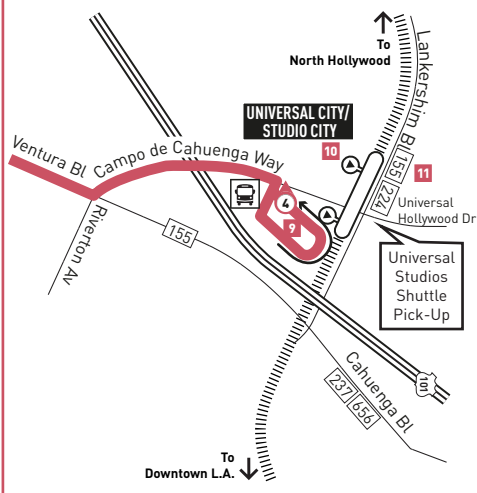 To
North Hollywood
Lankershim Bl
155
224
UNIVERSAL CITY/
STUDIO CITY
10
11
Ventura Bl
Campo de Cahuenga Way
4
9
Universal
Hollywood Dr
Riverton Av
155
Universal
Studios
Shuttle
Pick-Up
Cahuenga Bl
101
237
656
To
Downtown L.A.